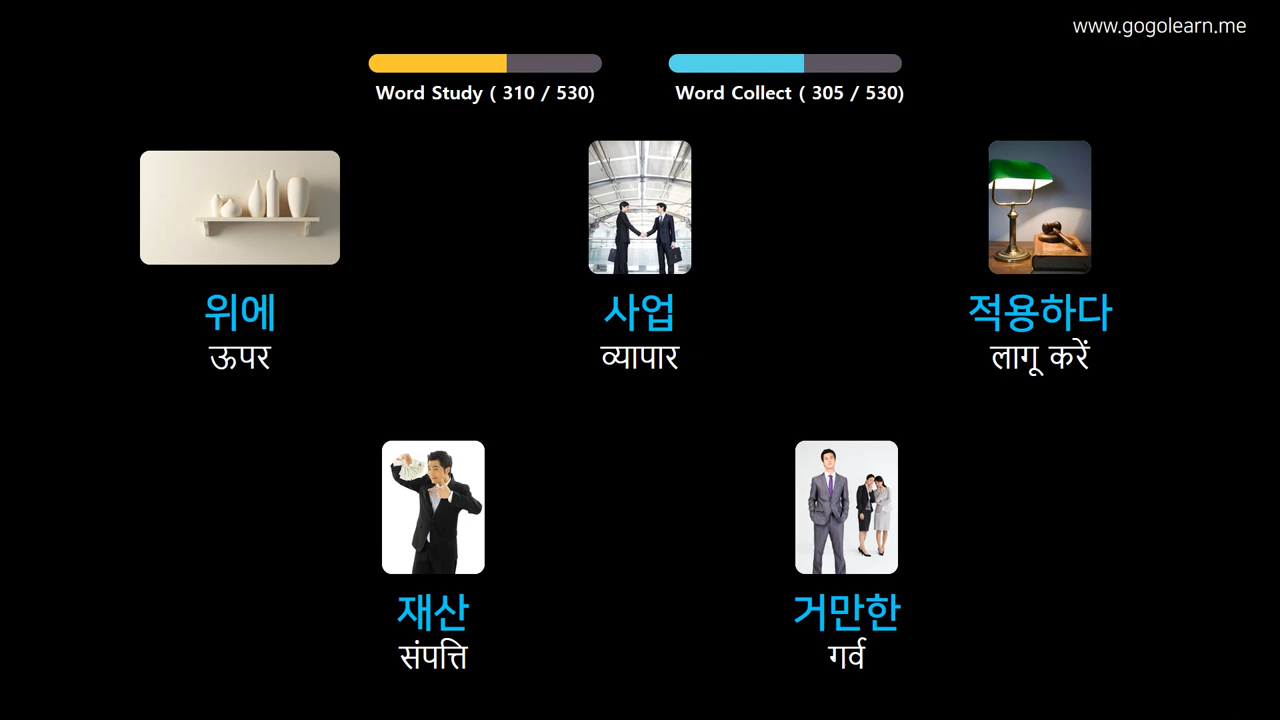 www.gogolearn.me
Word Study ( 310 / 530)
Word Collect ( 305 / 530)
위에
ऊपर
사업
व्यापार
적용하다
लागू करें
재산
संपत्ति
거만한
गर्व